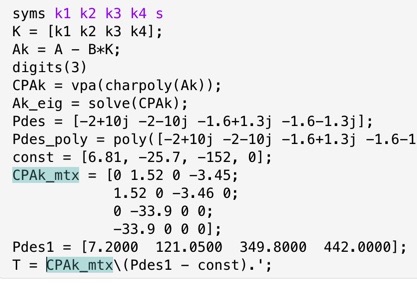 syms k1 k2 k3 k4 s
K = [k1 k2 k3 k4];
Ak = A - B*K;
digits(3)
CPAk = vpa(charpoly(Ak));
Ak_eig = solve(CPAk);
Pdes = [-2+10j -2-10j -1.6+1.3j -1.6-1.3j];
Pdes_poly = poly([-2+10j -2-10j -1.6+1.3j -1.6-1
const = [6.81, -25.7, -152, 0];
CPAk_mtx = [0 1.52 0 -3.45;
1.52 0 -3.46 0;
0 -33.9 0 0;
-33.9 0 0 0];
Pdes1 = [7.2000 121.0500 349.8000 442.0000];
T = CPAk_mtx\(Pdes1 - const).';